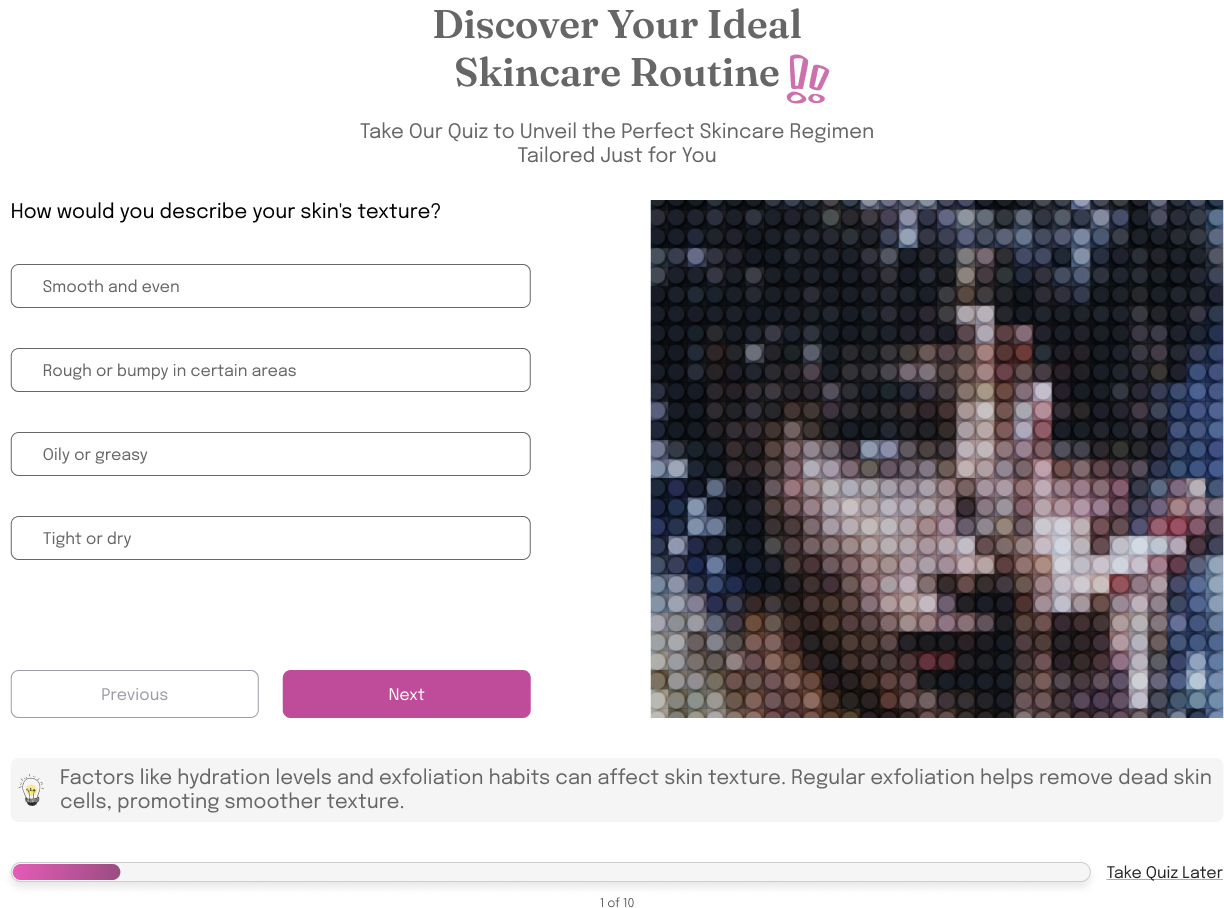 Discover Your Ideal
Skincare Routine
Take Our Quiz to Unveil the Perfect Skincare Regimen
Tailored Just for You
How would you describe your skin's texture?
Smooth and even
Rough or bumpy in certain areas
Oily or greasy
Tight or dry
Previous
Next
Factors like hydration levels and exfoliation habits can affect skin texture. Regular exfoliation helps remove dead skin
cells, promoting smoother texture.
Take Quiz Later
1 of 10